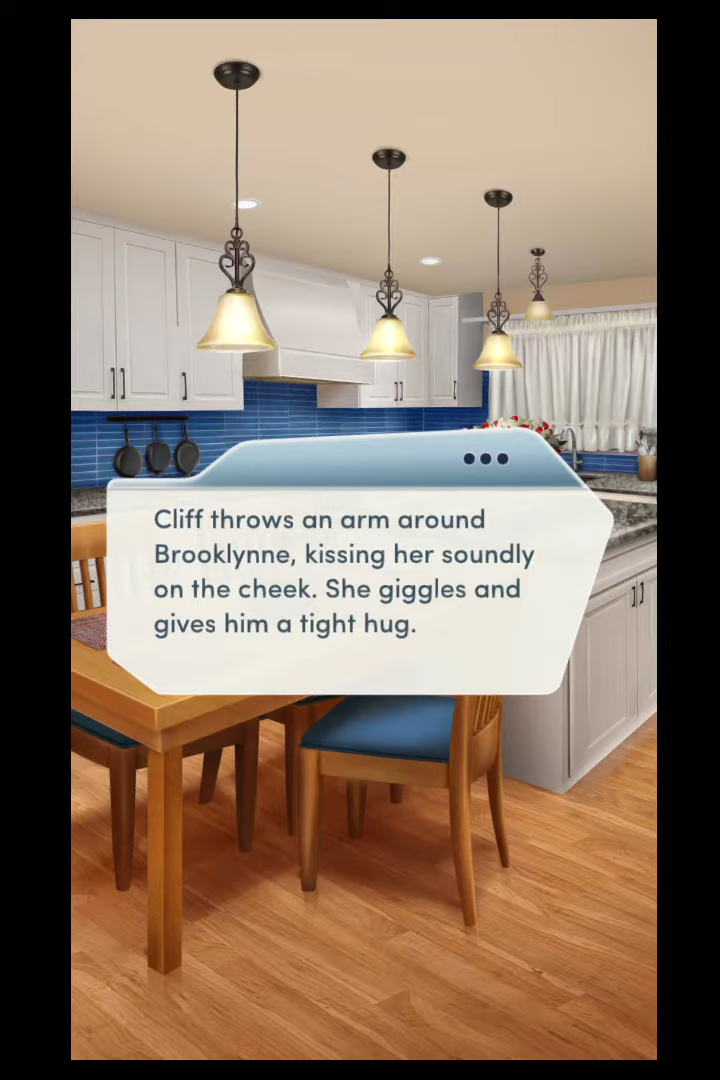 Cliff throws an arm around
Brooklynne, kissing her soundly
on the cheek. She giggles and
gives him a tight hug.